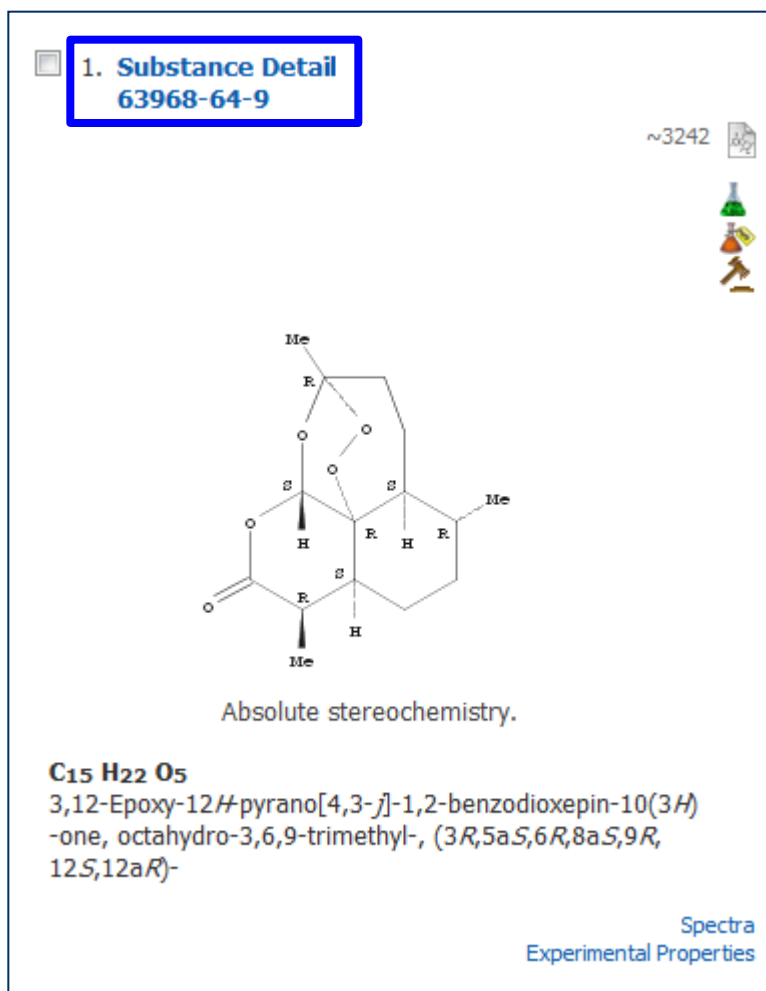 1. Substance Detail
63968-64-9
~3242
Me
R
O
O
O
S
S
Me
O
H
R
H
R
S
O
R
H
Me
Absolute stereochemistry.
C15 H22 O5
3,12-Epoxy-12H-pyrano[4,3-j]-1,2-benzodioxepin-10(3H)
-one, octahydro-3,6,9-trimethyl-, (3R,5aS,6R,8aS,9R,
12S,12aR)-
Spectra
Experimental Properties